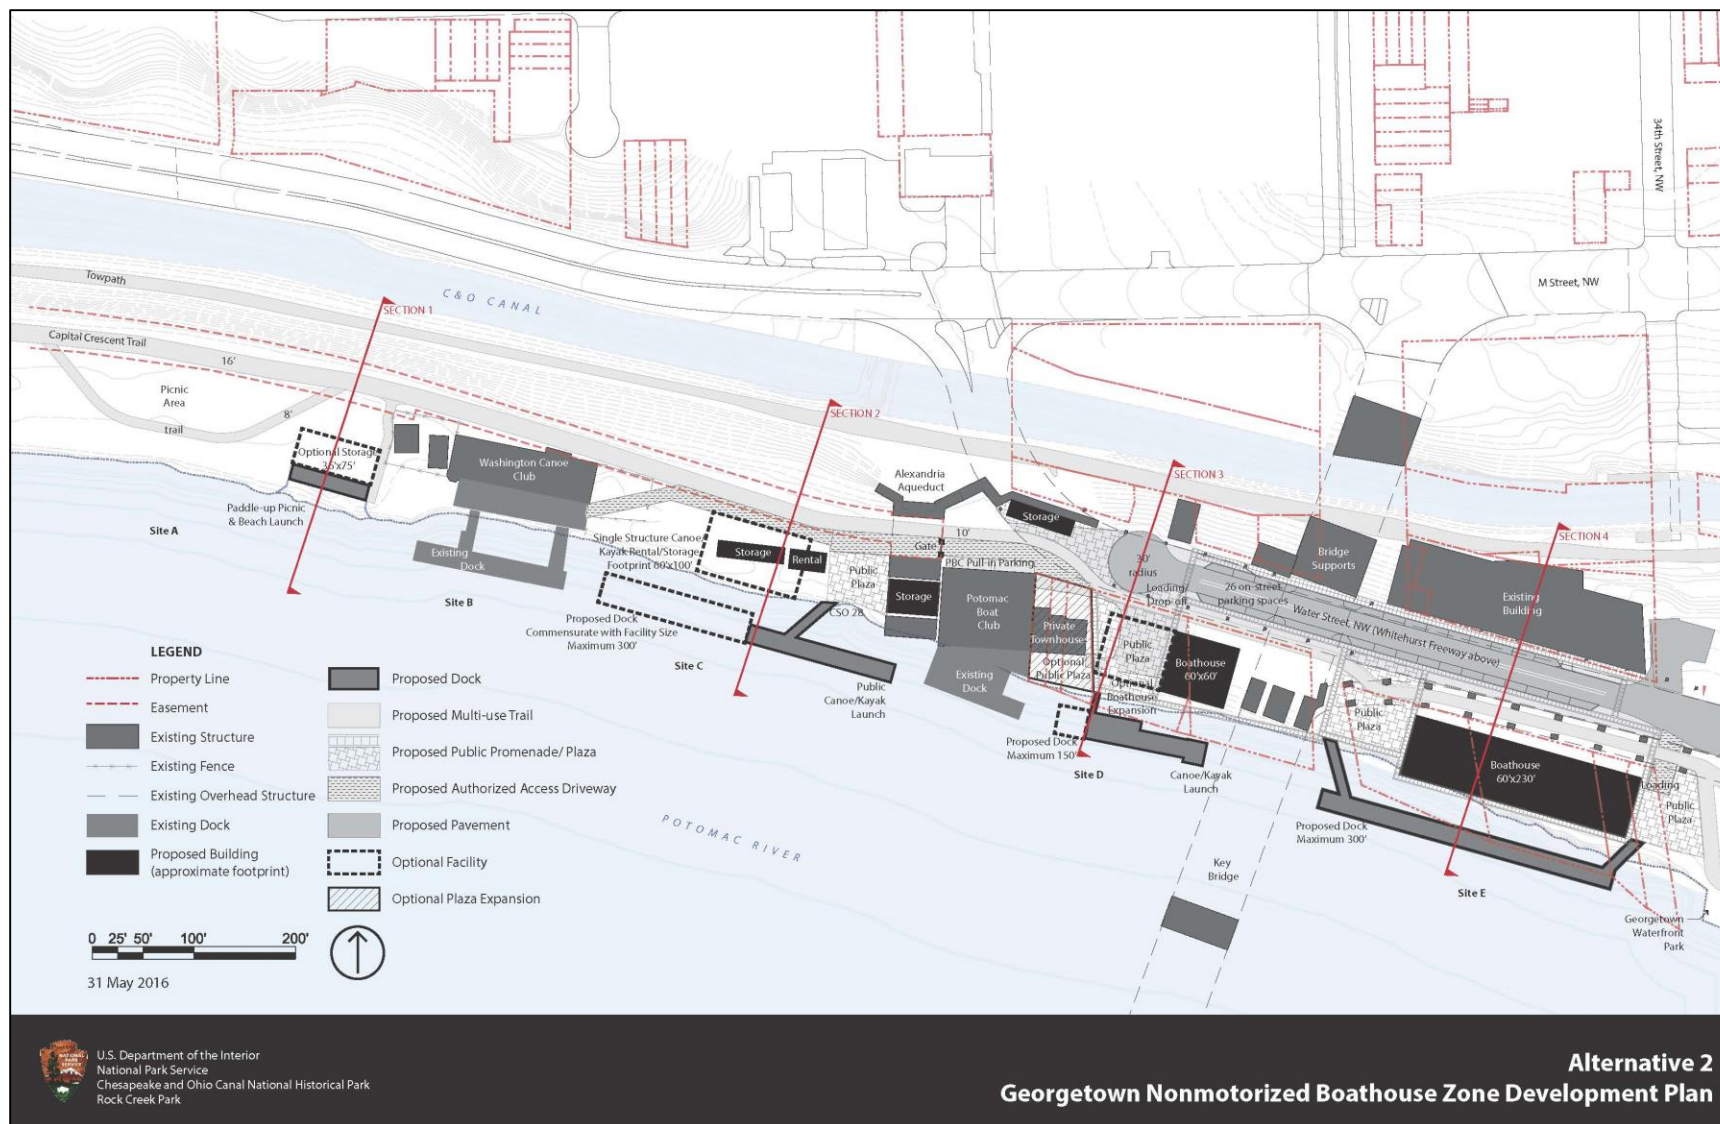 34th Street, NW
M Street, NW
C&O CANAL
Towpath
SECTION 1
Capital Crescent Trail
16'
Picnic
Area
8'
trail
Optional Storage
35'x75'
Washington Canoe
Club
Paddle-up Picnic
& Beach Launch
Site A
Existing
Dock
Site B
SECTION 2
Alexandria
Aqueduct
Storage
10'
Gate
PBC Pull-in Parking
Single Structure Canoe/
Kayak Rental/Storage
Footprint 60'x100'
Storage
Rental
Public
Plaza
CSO 28
Storage
Potomac
Boat
Club
Existing
Dock
Private
Townhouse
Optional
Public Plaza
Proposed Dock
Commensurate with Facility Size
Maximum 300'
Site C
Public
Canoe/Kayak
Launch
SECTION 3
30'
radius
Loading
Drop-off
26 on-street
parking spaces
Bridge
Supports
Existing
Building
Water Street, NW (Whitehurst Freeway above)
SECTION 4
Public
Plaza
Boathouse
60'x60'
Optional
Boathouse
Expansion
Proposed Dock
Maximum 150'
Site D
Canoe/Kayak
Launch
Public
Plaza
Boathouse
60'x230'
Loading
Public
Plaza
Proposed Dock
Maximum 300'
Site E
Key
Bridge
Georgetown
Waterfront
Park
POTOMAC RIVER
LEGEND
Property Line
Easement
Existing Structure
Existing Fence
Existing Overhead Structure
Existing Dock
Proposed Building
(approximate footprint)
Proposed Dock
Proposed Multi-use Trail
Proposed Public Promenade/ Plaza
Proposed Authorized Access Driveway
Proposed Pavement
Optional Facility
Optional Plaza Expansion
0 25' 50' 100' 200'
31 May 2016
NATIONAL
PARK
SERVICE
U.S. Department of the Interior
National Park Service
Chesapeake and Ohio Canal National Historical Park
Rock Creek Park
Alternative 2
Georgetown Nonmotorized Boathouse Zone Development Plan